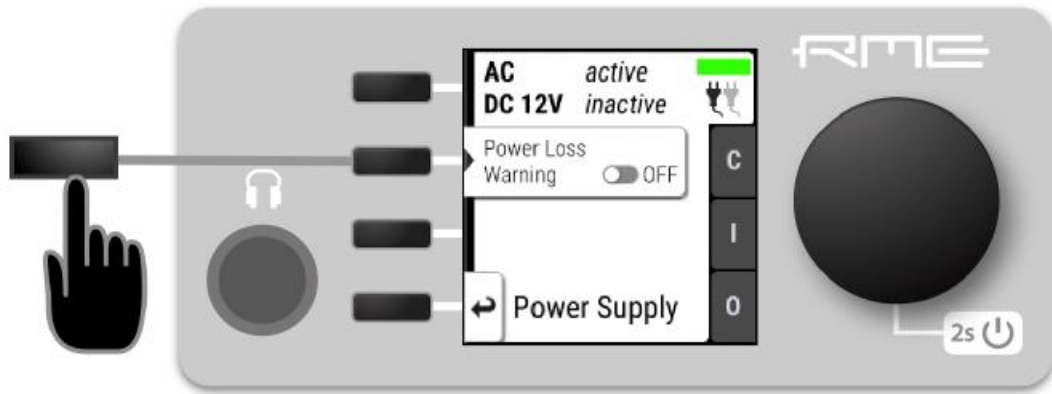 RME
AC active
DC 12V inactive
Power Loss
Warning OFF
C
I
Power Supply O
2s